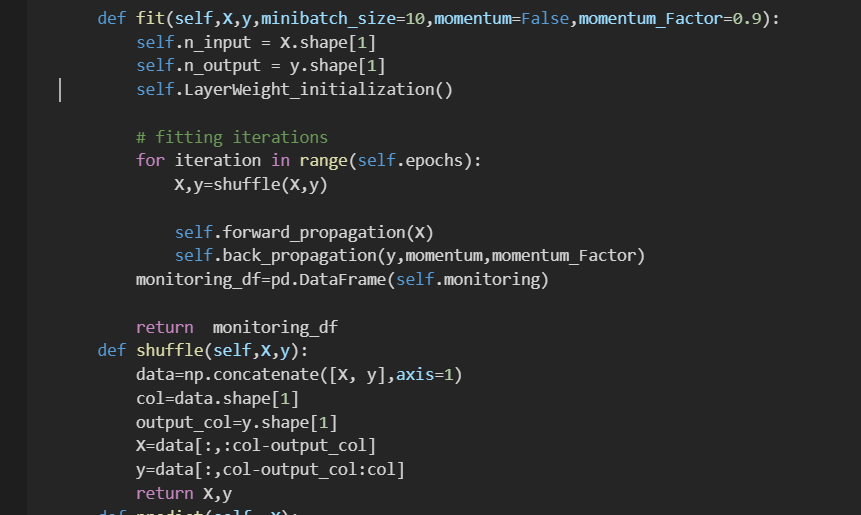 def fit(self,X,y,minibatch_size=10,momentum=False,momentum_Factor=0.9):
self.n_input = X.shape[1]
self.n_output = y.shape[1]
self.LayerWeight_initialization()
# fitting iterations
for iteration in range(self.epochs):
X,y=shuffle(X,y)
self.forward_propagation(X)
self.back_propagation(y,momentum,momentum_Factor)
monitoring_df=pd.DataFrame(self.monitoring)
return  monitoring_df
def shuffle(self,X,y):
data=np.concatenate([X, y],axis=1)
col=data.shape[1]
output_col=y.shape[1]
X=data[:,:col-output_col]
y=data[:,col-output_col:col]
return X,y
def predict(self, X):